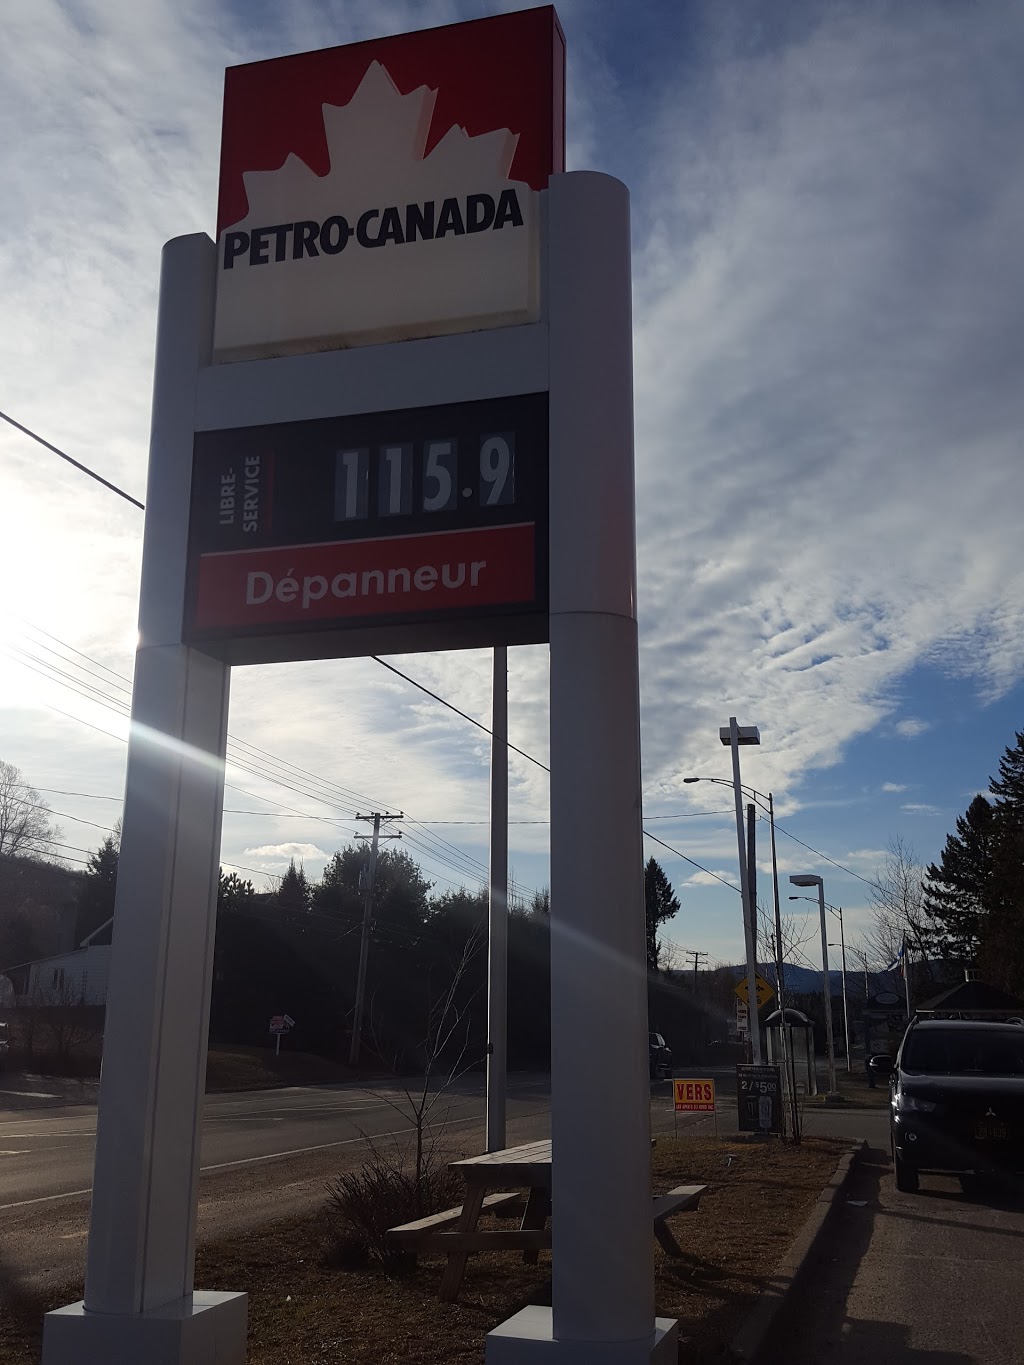 PETRO-CANADA
LIBRE-
SERVICE
115.9
Dépanneur
VERS
2/$5.00